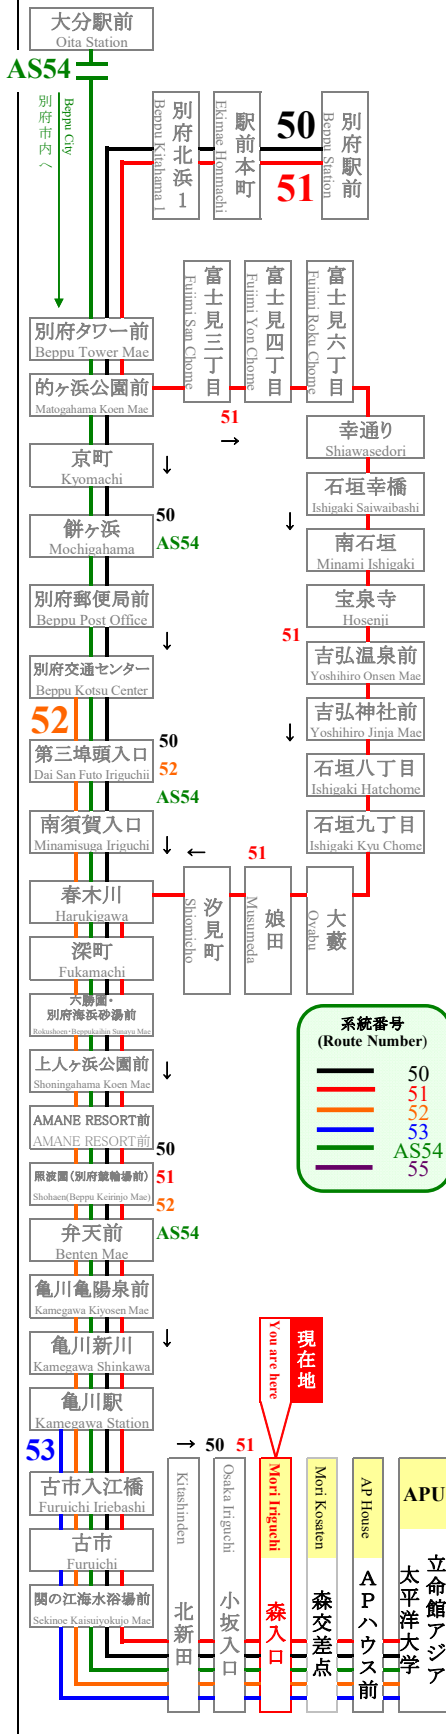 大分駅前
Oita Station
AS54
Beppu City
別府市内へ
別府北浜1
Beppu Kitahama 1
駅前本町
Ekimae Honmachi
50
51
別府駅前
Beppu Station
別府タワー前
Beppu Tower Mae
的ヶ浜公園前
Matogahama Koen Mae
富士見三丁目
Fujimi San Chome
富士見四丁目
Fujimi Yon Chome
富士見六丁目
Fujimi Roku Chome
51
→
幸通り
Shiawasedori
京町
Kyomachi
↓
石垣幸橋
Ishigaki Saiwaibashi
餅ヶ浜
Mochigahama
50
AS54
↓
南石垣
Minami Ishigaki
別府郵便局前
Beppu Post Office
↓
宝泉寺
Hosenji
51
別府交通センター
Beppu Kotsu Center
吉弘温泉前
Yoshihiro Onsen Mae
52
吉弘神社前
Yoshihiro Jinja Mae
↓
第三埠頭入口
Dai San Futo Iriguchii
50
52
AS54
石垣八丁目
Ishigaki Hatchome
南須賀入口
Minamisuga Iriguchi
↓
石垣九丁目
Ishigaki Kyu Chome
←
51
春木川
Harukigawa
汐見町
Shiomicho
娘田
Musumeda
大藪
Oyabu
深町
Fukamachi
六勝園・
別府海浜砂湯前
Rokushoen・Beppukaihin Sunayu Mae
上人ヶ浜公園前
Shoningahama Koen Mae
↓
系統番号
(Route Number)
50
51
52
53
AS54
55
AMANE RESORT前
AMANE RESORT前
50
51
52
AS54
照波園(別府競輪場前)
Shohaen(Beppu Keirinjo Mae)
弁天前
Benten Mae
亀川亀陽泉前
Kamegawa Kiyosen Mae
亀川新川
Kamegawa Shinkawa
↓
亀川駅
Kamegawa Station
53
現在地
You are here
→ 50 51
古市入江橋
Furuichi Iriebashi
古市
Furuichi
関の江海水浴場前
Sekinoe Kaisuiyokujo Mae
Kitashinden
北新田
Osaka Iriguchi
小坂入口
Mori Iriguchi
森入口
Mori Kosaten
森交差点
AP House
APハウス前
APU
立命館アジア
太平洋大学